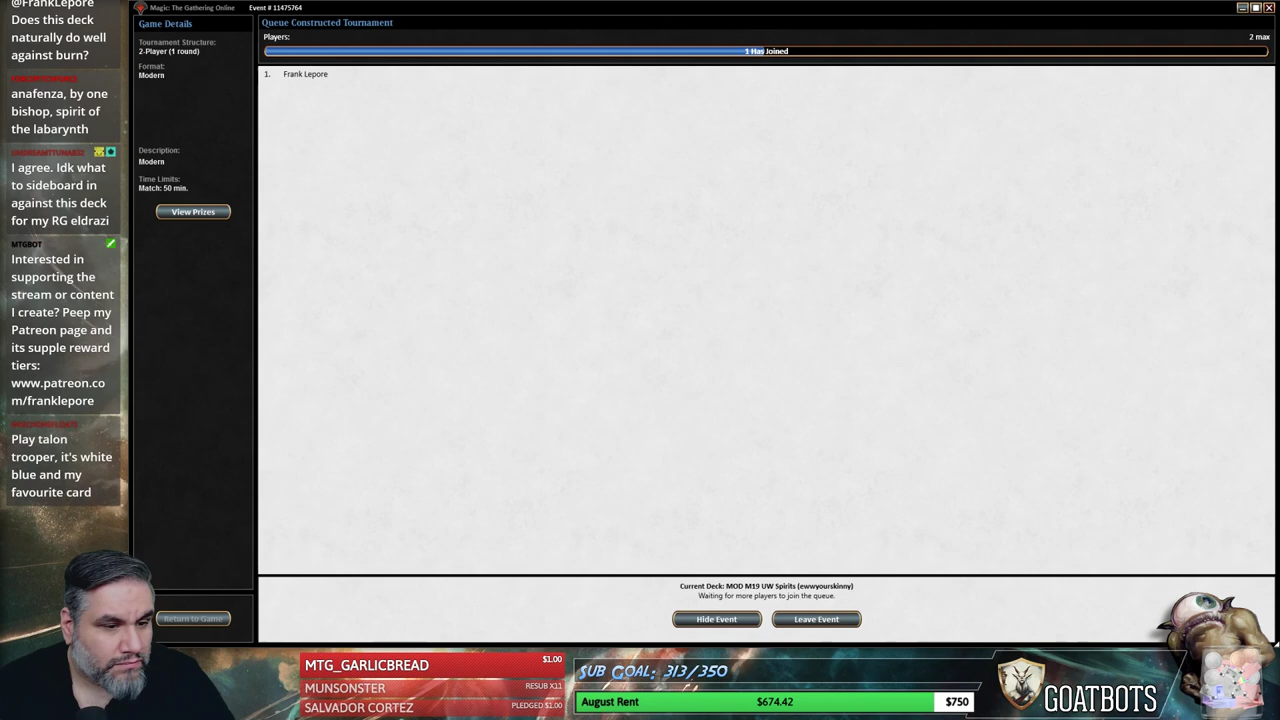 @FrankLepore
Does this deck
naturally do well
against burn?
anafenza, by one
bishop, spirit of
the labarynth
I agree. Idk what
to sideboard in
against this deck
for my RG eldrazi
MTGBOT
Interested in
supporting the
stream or content
I create? Peep my
Patreon page and
its supple reward
tiers:
www.patreon.co
m/franklepore
Play talon
trooper, it's white
blue and my
favourite card
Magic: The Gathering Online Event # 11475764
Game Details
Tournament Structure:
2-Player (1 round)
Format:
Modern
Description:
Modern
Time Limits:
Match: 50 min.
View Prizes
Return to Game
Queue Constructed Tournament
Players: 2 max
1 Has Joined
1. Frank Lepore
Current Deck: MOD M19 UW Spirits (ewwyourskinny)
Waiting for more players to join the queue.
Hide Event Leave Event
MTG_GARLICBREAD $1.00
MUNSONSTER RESUB X11
SALVADOR CORTEZ PLEDGED $1.00
SUB GOAL: 313/350
August Rent $674.42 $750
GOATBOTS